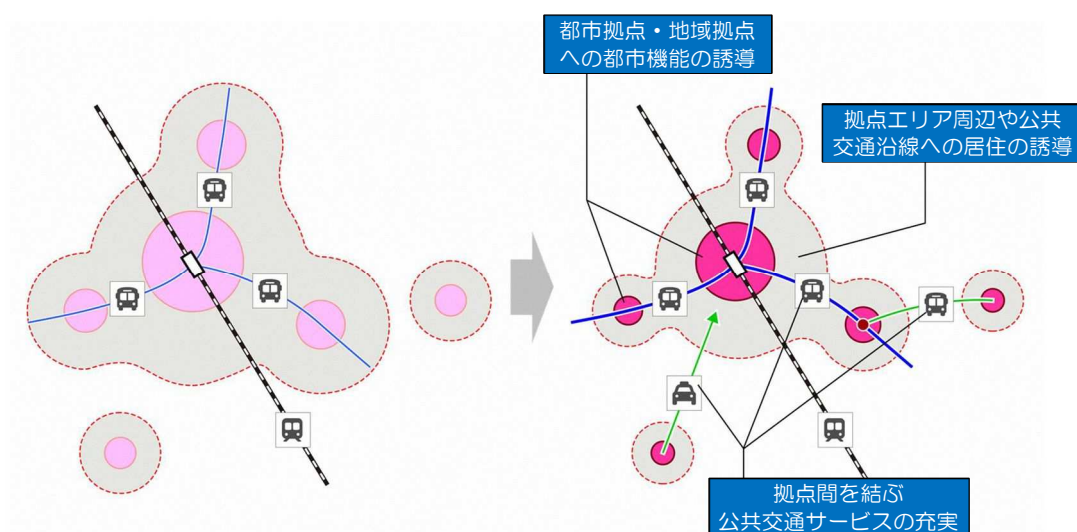 都市拠点・地域拠点
への都市機能の誘導
拠点エリア周辺や公共
交通沿線への居住の誘導
拠点間を結ぶ
公共交通サービスの充実